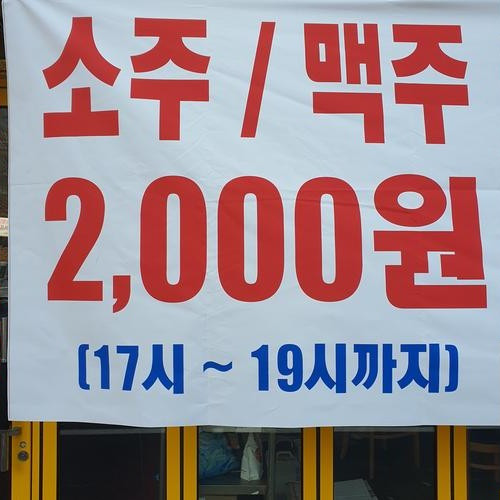 소주 / 맥주
2,000원
(17시 ~ 19시까지)